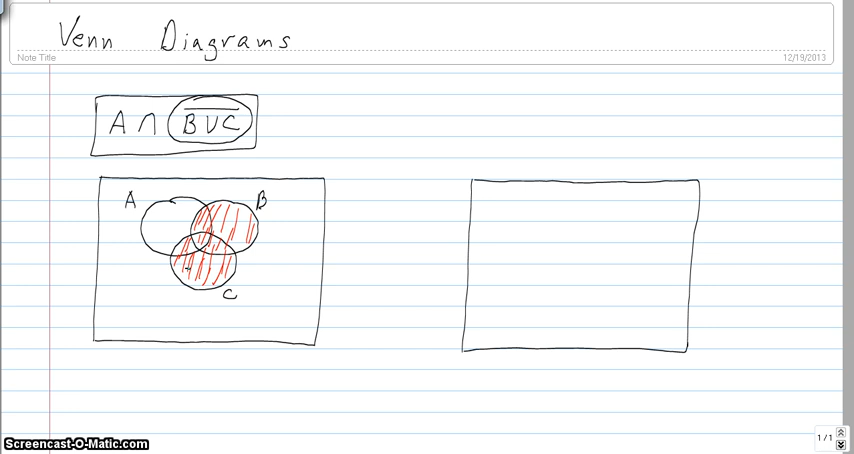 Venn Diagrams
Note Title
12/19/2013
A ∩ (B̅ ̅∪̅ ̅C̅)
A
B
C
1/1
Screencast-O-Matic.com